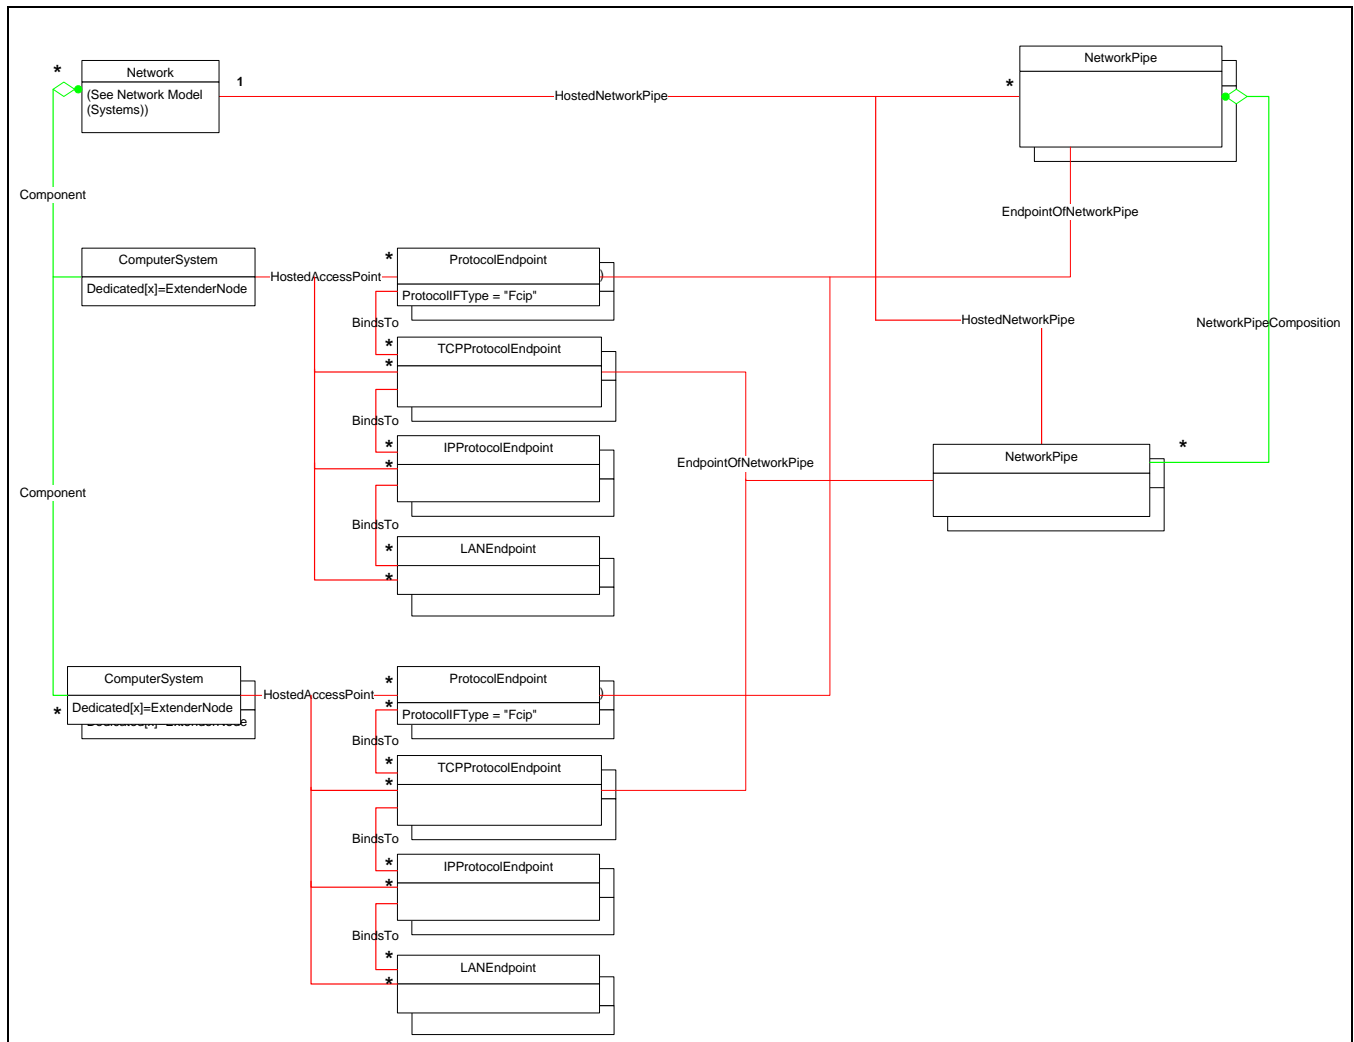 NetworkPipe
*
Network
1
*
(See Network Model
(Systems))
HostedNetworkPipe
Component
EndpointOfNetworkPipe
ComputerSystem
*
ProtocolEndpoint
HostedAccessPoint
Dedicated[x]=ExtenderNode
ProtocolIFType = "Fcip"
BindsTo
HostedNetworkPipe
NetworkPipeComposition
*
TCPProtocolEndpoint
*
BindsTo
*
IPProtocolEndpoint
*
*
NetworkPipe
EndpointOfNetworkPipe
Component
BindsTo
*
LANEndpoint
*
ComputerSystem
*
ProtocolEndpoint
HostedAccessPoint
Dedicated[x]=ExtenderNode
*
*
ProtocolIFType = "Fcip"
Dedicated[x]=ExtenderNode
BindsTo
*
TCPProtocolEndpoint
*
BindsTo
*
IPProtocolEndpoint
*
BindsTo
*
LANEndpoint
*